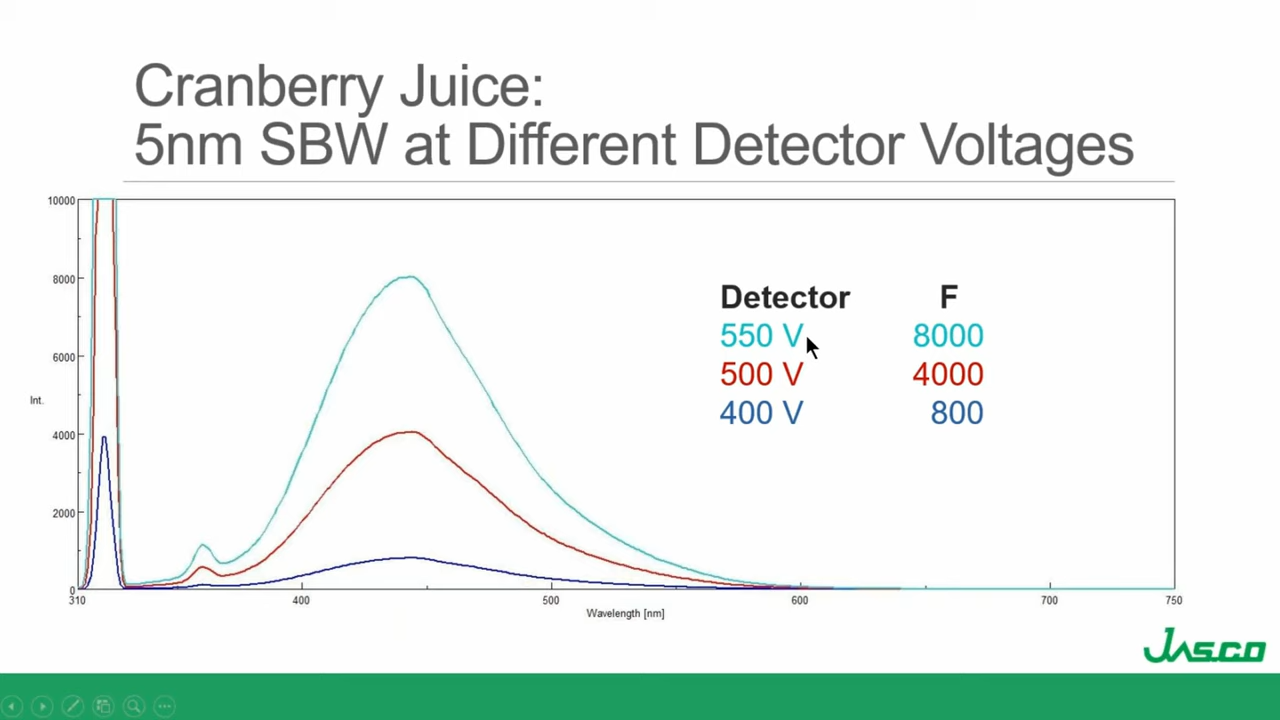 Cranberry Juice:
5nm SBW at Different Detector Voltages
10000
8000
6000
4000
2000
0
Int.
310
400
500
600
700
750
Wavelength [nm]
Detector F
550 V 8000
500 V 4000
400 V 800
JASCO